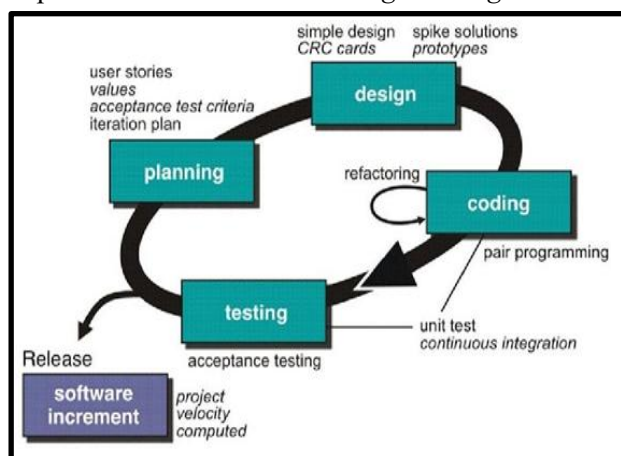 simple design
CRC cards
spike solutions
prototypes
user stories
values
acceptance test criteria
iteration plan
design
planning
refactoring
coding
pair programming
testing
unit test
continuous integration
acceptance testing
Release
software
increment
project
velocity
computed